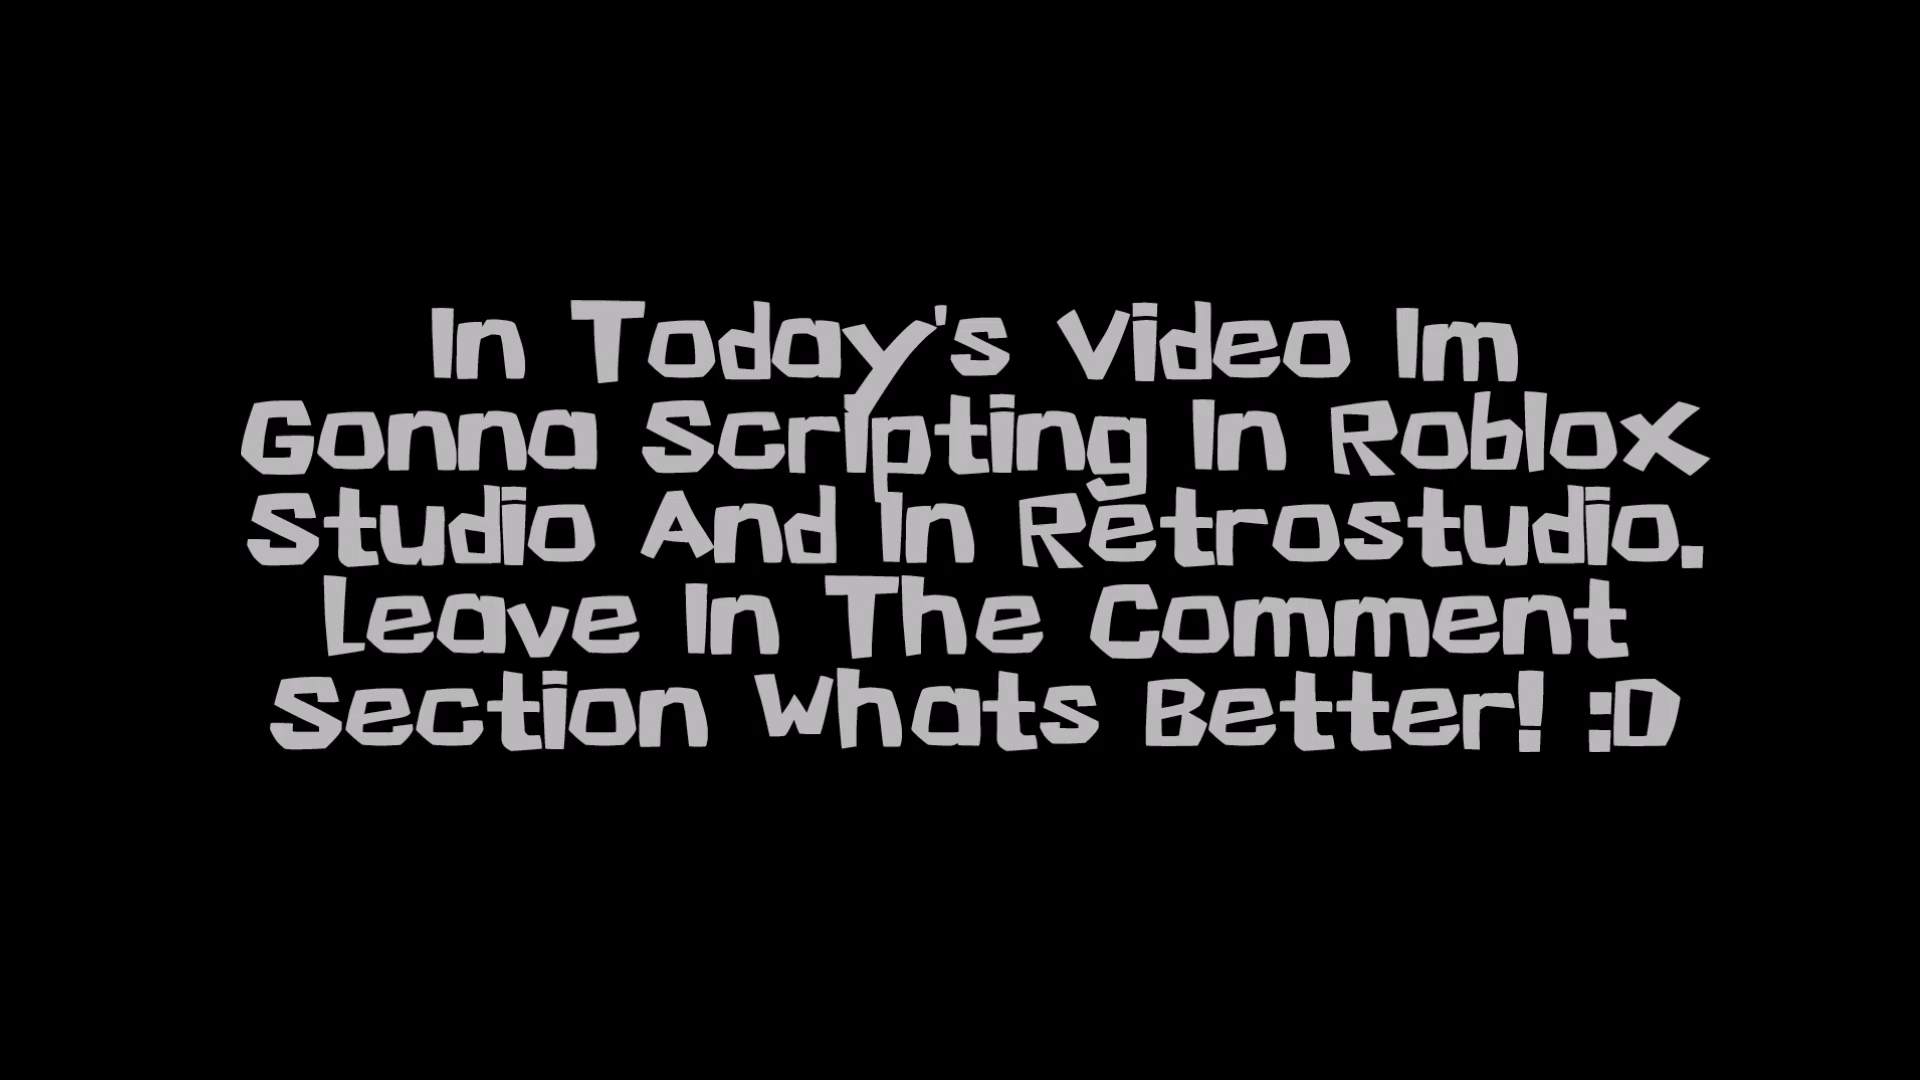 In Today's Video Im
Gonna Scripting In Roblox
Studio And In Retrostudio.
Leave In The Comment
Section Whats Better! :D